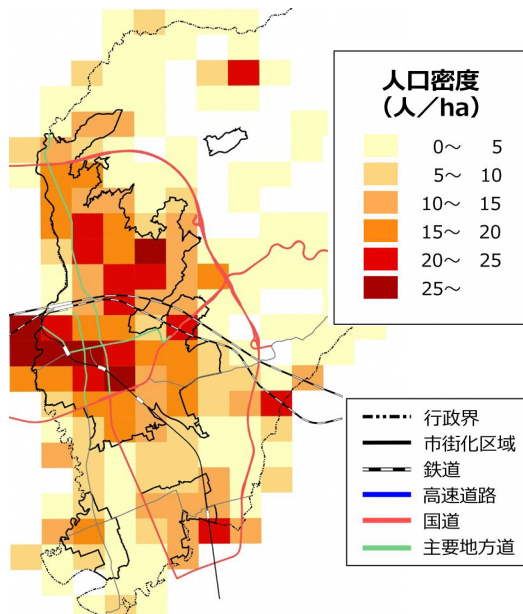 人口密度
（人／ha）
0～ 5
5～ 10
10～ 15
15～ 20
20～ 25
25～
行政界
市街化区域
鉄道
高速道路
国道
主要地方道